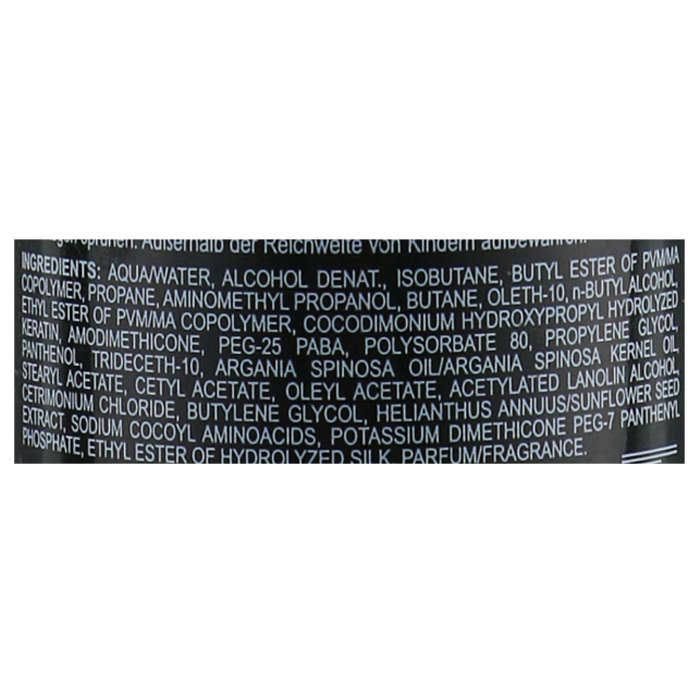 sprühen. Außerhalb der Reichweite von Kindern aufbewahren.
INGREDIENTS: AQUA/WATER, ALCOHOL DENAT., ISOBUTANE, BUTYL ESTER OF PVM/MA
COPOLYMER, PROPANE, AMINOMETHYL PROPANOL, BUTANE, OLETH-10, n-BUTYL ALCOHOL,
ETHYL ESTER OF PVM/MA COPOLYMER, COCODIMONIUM HYDROXYPROPYL HYDROLYZED
KERATIN, AMODIMETHICONE, PEG-25 PABA, POLYSORBATE 80, PROPYLENE GLYCOL,
PANTHENOL, TRIDECETH-10, ARGANIA SPINOSA OIL/ARGANIA SPINOSA KERNEL OIL,
STEARYL ACETATE, CETYL ACETATE, OLEYL ACETATE, ACETYLATED LANOLIN ALCOHOL,
CETRIMONIUM CHLORIDE, BUTYLENE GLYCOL, HELIANTHUS ANNUUS/SUNFLOWER SEED
EXTRACT, SODIUM COCOYL AMINOACIDS, POTASSIUM DIMETHICONE PEG-7 PANTHENYL
PHOSPHATE, ETHYL ESTER OF HYDROLYZED SILK, PARFUM/FRAGRANCE.